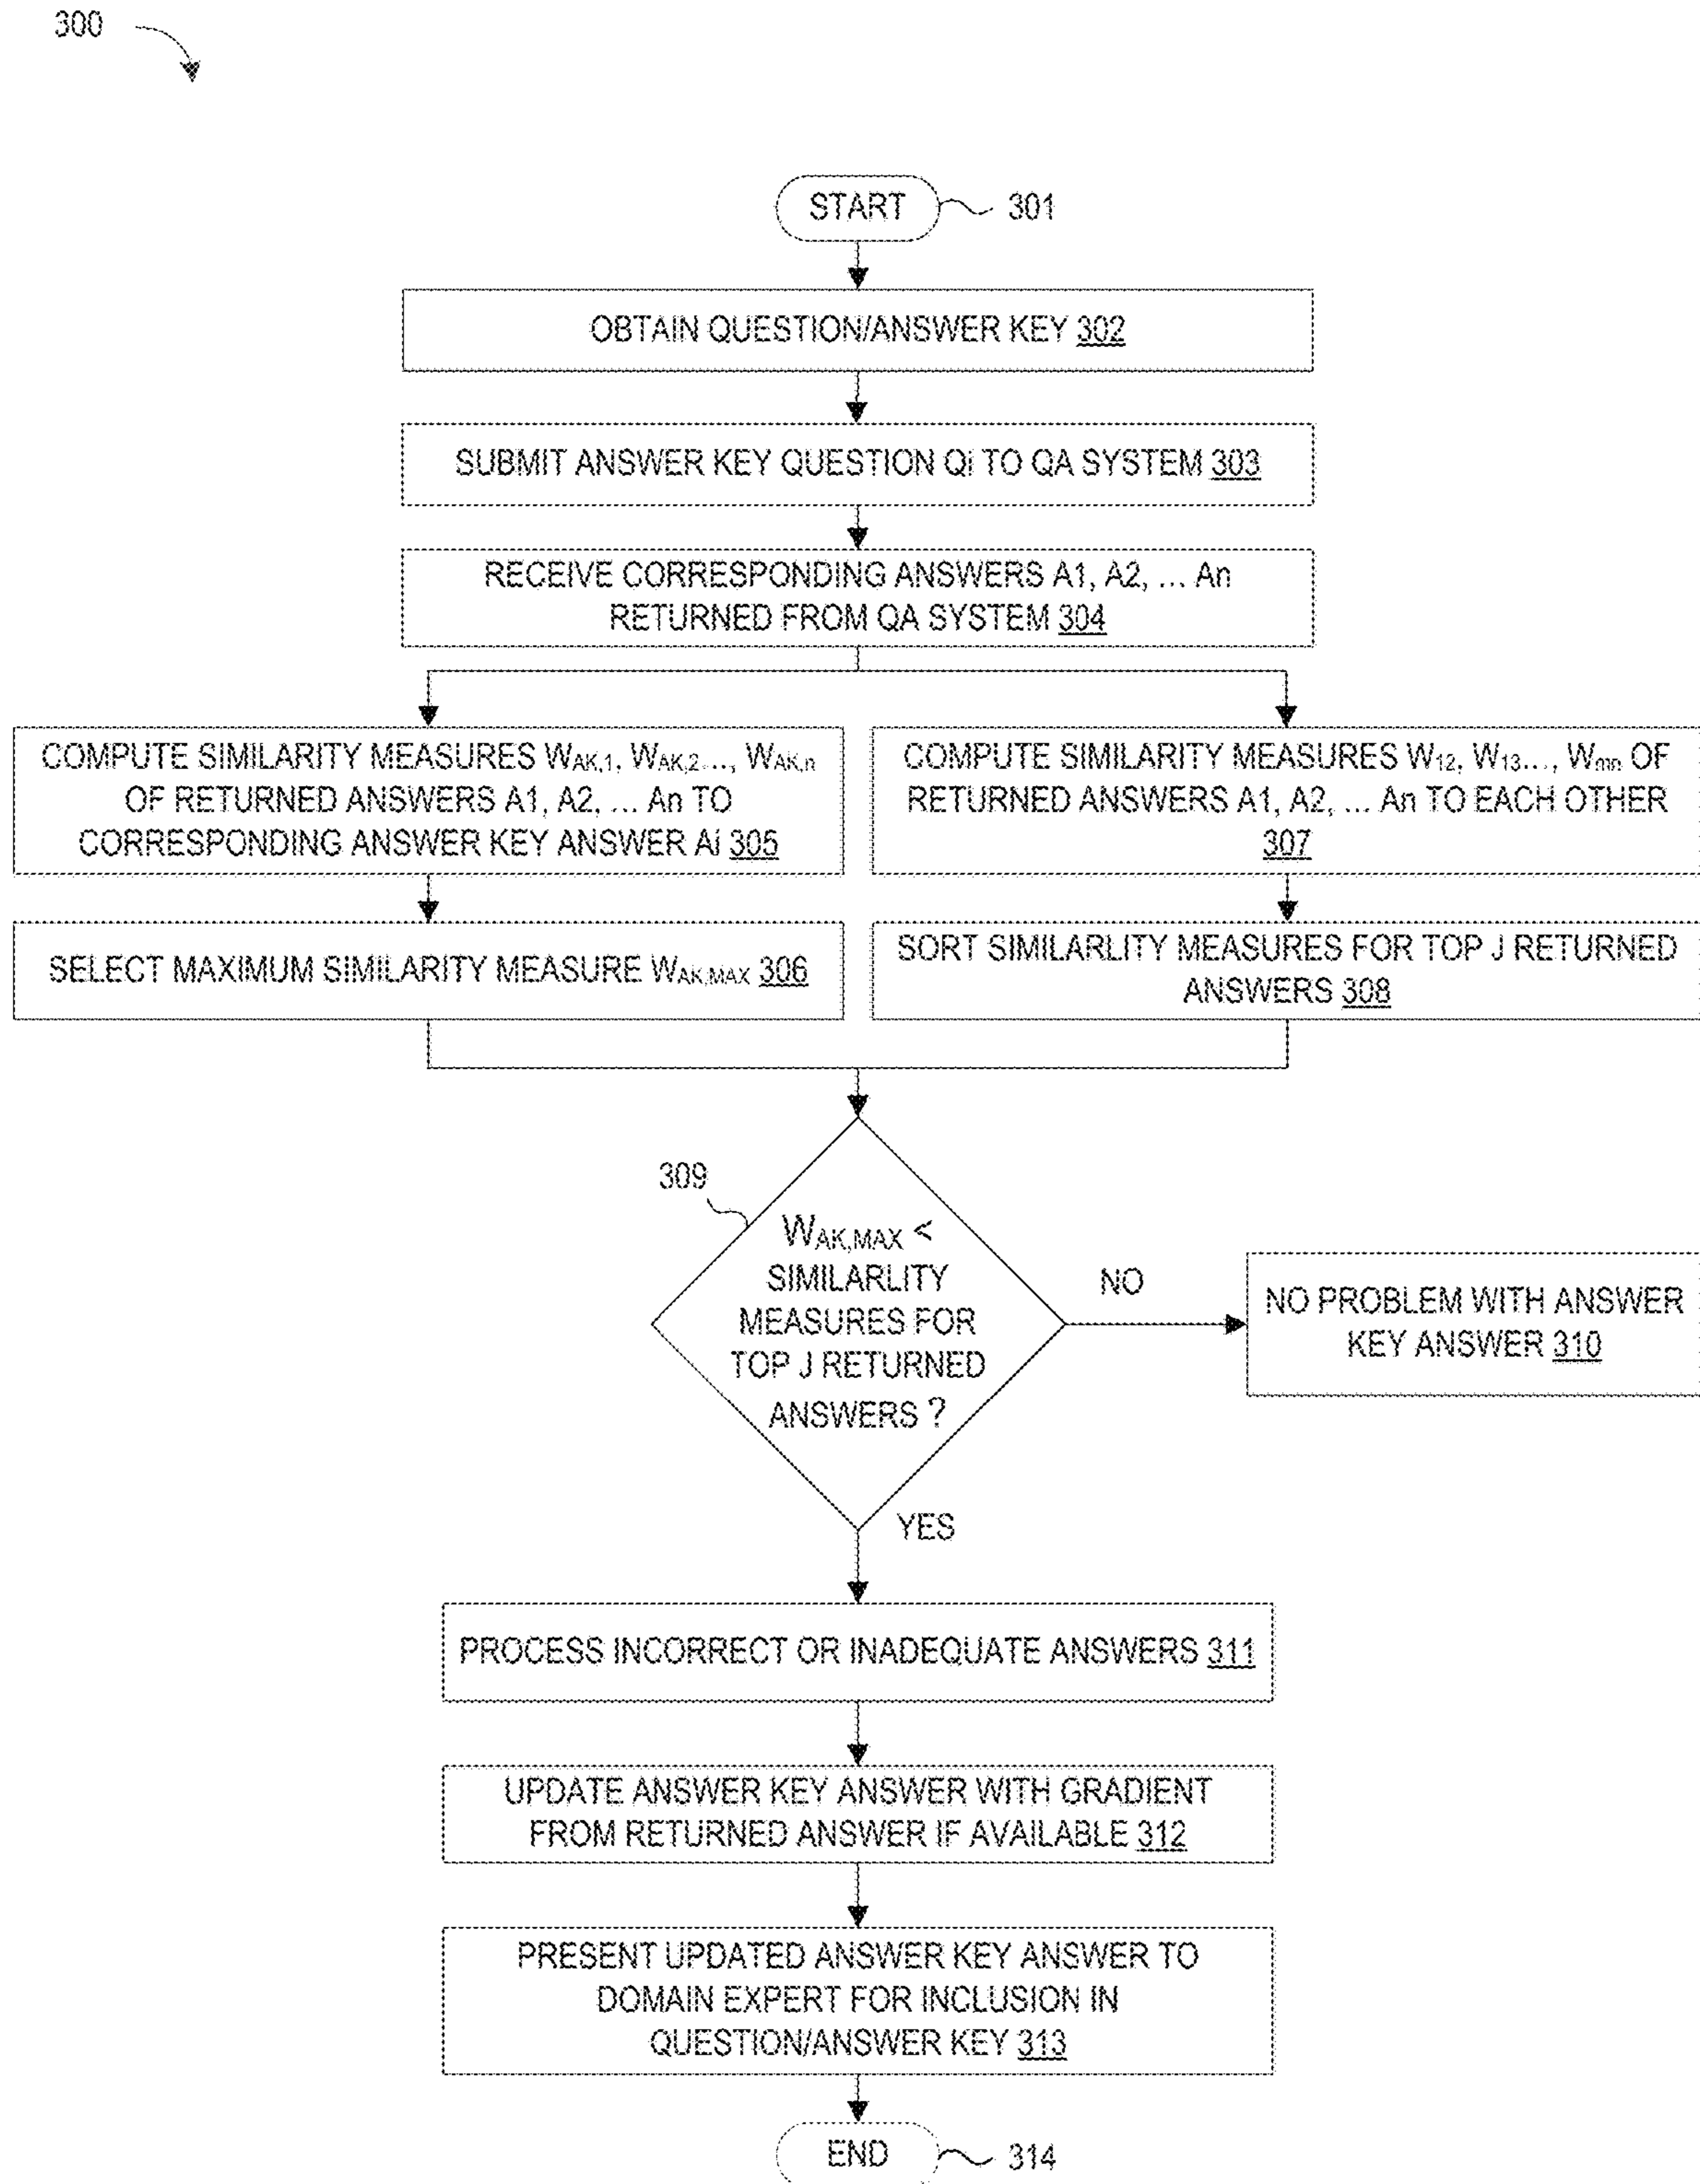 300
START
301
OBTAIN QUESTION/ANSWER KEY 302
SUBMIT ANSWER KEY QUESTION Qi TO QA SYSTEM 303
RECEIVE CORRESPONDING ANSWERS A1, A2, ... An
RETURNED FROM QA SYSTEM 304
COMPUTE SIMILARITY MEASURES WAK,1, WAK,2..., WAK,n
OF RETURNED ANSWERS A1, A2, ... An TO
CORRESPONDING ANSWER KEY ANSWER Ai 305
COMPUTE SIMILARITY MEASURES W12, W13..., Wmn OF
RETURNED ANSWERS A1, A2, ... An TO EACH OTHER
307
SELECT MAXIMUM SIMILARITY MEASURE WAK,MAX 306
SORT SIMILARLITY MEASURES FOR TOP J RETURNED
ANSWERS 308
309
WAK,MAX <
SIMILARLITY
MEASURES FOR
TOP J RETURNED
ANSWERS ?
NO
NO PROBLEM WITH ANSWER
KEY ANSWER 310
YES
PROCESS INCORRECT OR INADEQUATE ANSWERS 311
UPDATE ANSWER KEY ANSWER WITH GRADIENT
FROM RETURNED ANSWER IF AVAILABLE 312
PRESENT UPDATED ANSWER KEY ANSWER TO
DOMAIN EXPERT FOR INCLUSION IN
QUESTION/ANSWER KEY 313
END
314